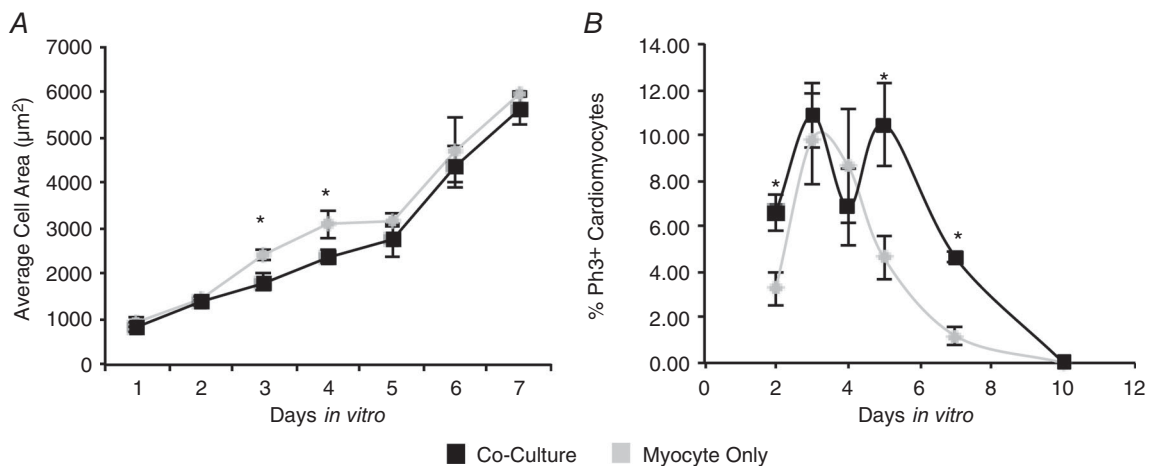 A
Average Cell Area (µm²)
7000
6000
5000
4000
3000
2000
1000
0
* *
1 2 3 4 5 6 7
Days in vitro
B
% Ph3+ Cardiomyocytes
14.00
12.00
10.00
8.00
6.00
4.00
2.00
0.00
* * *
0 2 4 6 8 10 12
Days in vitro
Co-Culture Myocyte Only